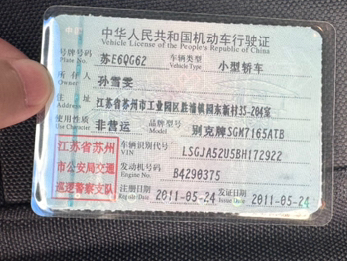 中华人民共和国机动车行驶证
Vehicle License of the People's Republic of China
号牌号码 苏E6QG62 车辆类型 小型轿车
Plate No. Vehicle Type
所有人 孙雪雯
Owner
住址 江苏省苏州市工业园区胜浦镇园东新村35-204室
Address
使用性质 非营运 品牌型号 别克牌SGM7165ATB
Use Character Model
江苏省苏州 车辆识别代号 LSGJA52U5BH172922
VIN
市公安局交通 发动机号码 B4290375
Engine No.
巡逻警察支队 注册日期 2011-05-24 发证日期 2011-05-24
Register Date Issue Date